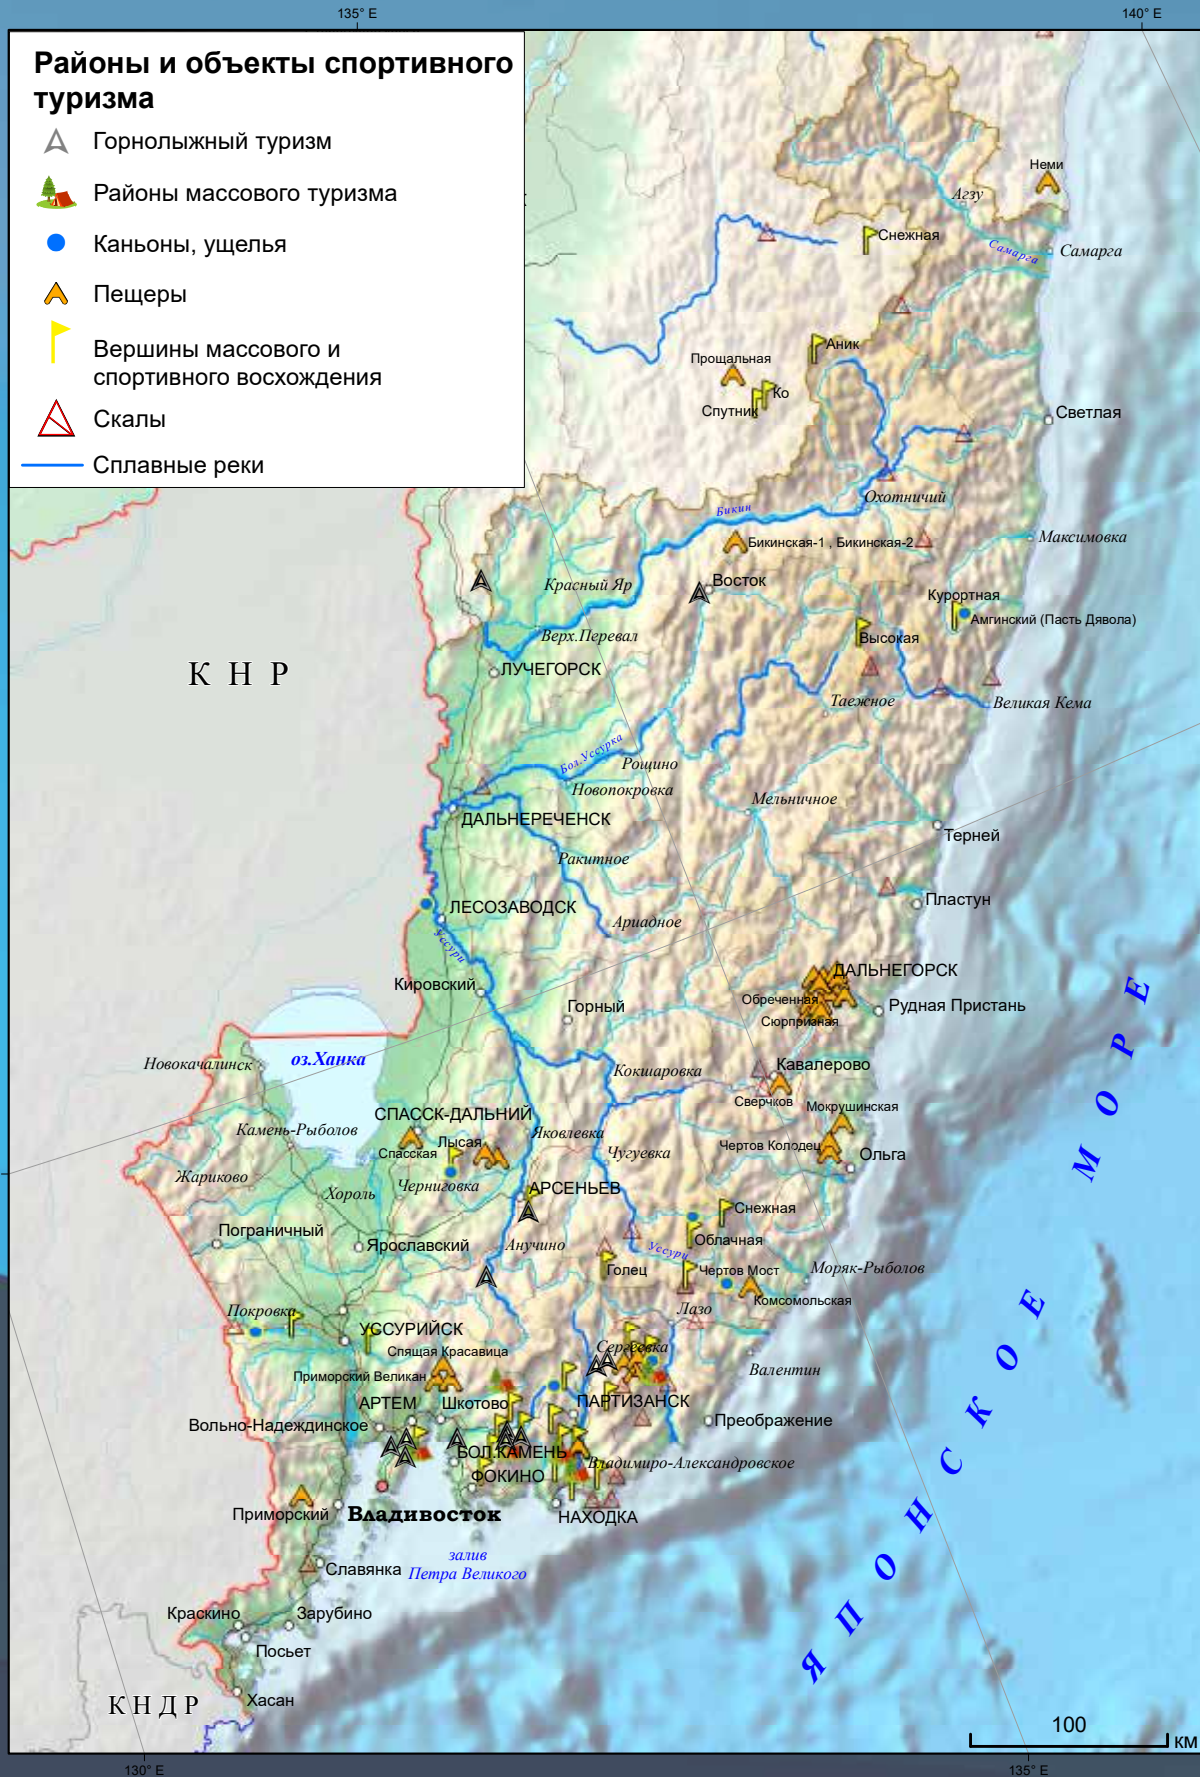 135° E
140° E
Районы и объекты спортивного
туризма
Горнолыжный туризм
Районы массового туризма
Каньоны, ущелья
Пещеры
Вершины массового и
спортивного восхождения
Скалы
Сплавные реки
Неми
Агзу
Снежная
Самарга
Самарга
Аник
Прощальная
Ко
Спутник
Светлая
Охотничий
Бикин
Бикинская-1 , Бикинская-2
Максимовка
Красный Яр
Восток
Курортная
Амгинский (Пасть Дявола)
Верх.Перевал
Высокая
КНР
ЛУЧЕГОРСК
Таежное
Великая Кема
Бол.Уссурка
Рощино
Новопокровка
Мельничное
ДАЛЬНЕРЕЧЕНСК
Терней
Ракитное
Пластун
ЛЕСОЗАВОДСК
Ариадное
Уссури
ДАЛЬНЕГОРСК
Кировский
Обреченная
Рудная Пристань
Горный
Сюрпризная
оз.Ханка
Новокачалинск
Кокшаровка
Кавалерово
Сверчков
СПАССК-ДАЛЬНИЙ
Мокрушинская
Камень-Рыболов
Яковлевка
Лысая
Спасская
Чугуевка
Чертов Колодец
Ольга
Жариково
Черниговка
Хороль
АРСЕНЬЕВ
Снежная
Пограничный
Ярославский
Анучино
Облачная
Уссури
Голец
Чертов Мост
Моряк-Рыболов
Комсомольская
Лазо
Покровка
УССУРИЙСК
Спящая Красавица
Сергеевка
Валентин
Приморский Великан
АРТЕМ
Шкотово
ПАРТИЗАНСК
Вольно-Надеждинское
Преображение
БОЛ.КАМЕНЬ
Владимиро-Александровское
ФОКИНО
Приморский
Владивосток
НАХОДКА
залив
Петра Великого
Славянка
Краскино
Зарубино
Посьет
Хасан
КНДР
ЯПОНСКОЕ МОРЕ
100
км
130° E
135° E